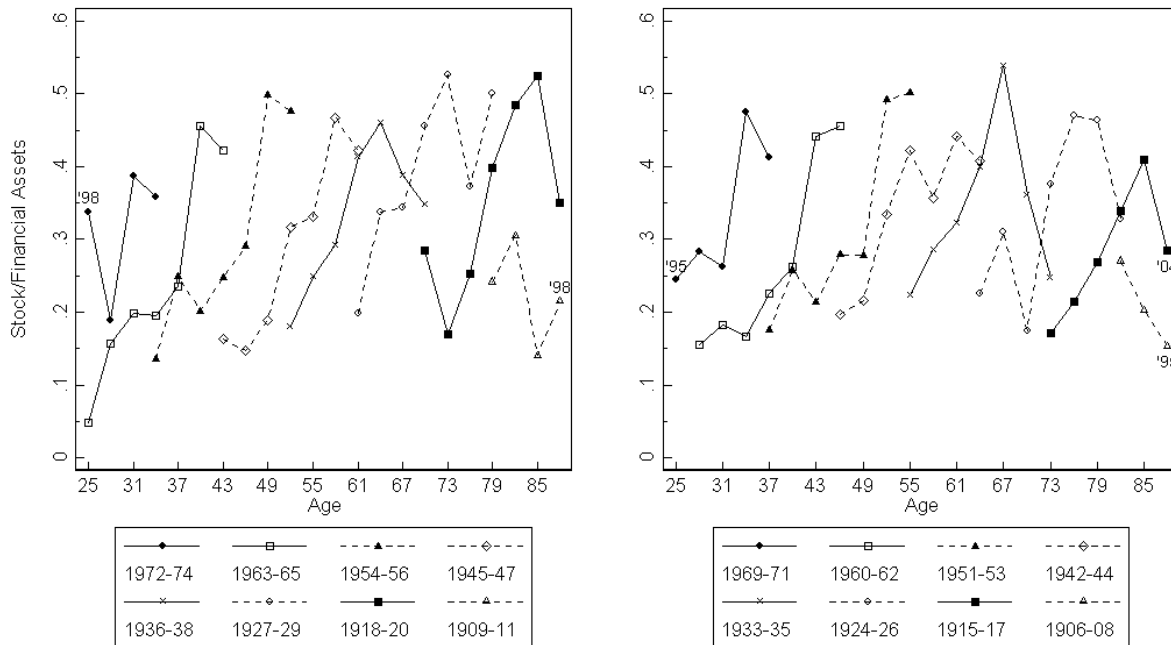 Stock/Financial Assets
.6
.5
.4
.3
.2
.1
0
'98
'98
25 31 37 43 49 55 61 67 73 79 85
Age
1972-74 1963-65 1954-56 1945-47
1936-38 1927-29 1918-20 1909-11
.6
.5
.4
.3
.2
.1
0
'95
'04
25 31 37 43 49 55 61 67 73 79 85
Age
1969-71 1960-62 1951-53 1942-44
1933-35 1924-26 1915-17 1906-08